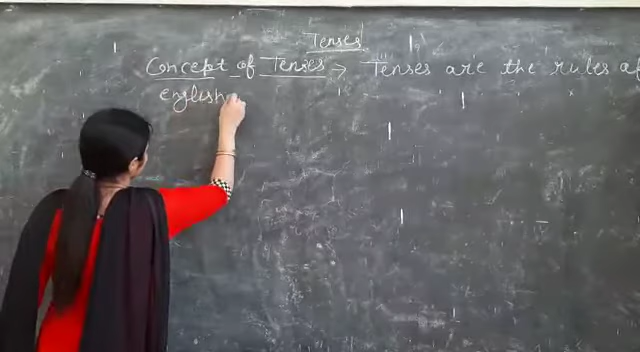 Tenses
Concept of Tenses → Tenses are the rules of
english